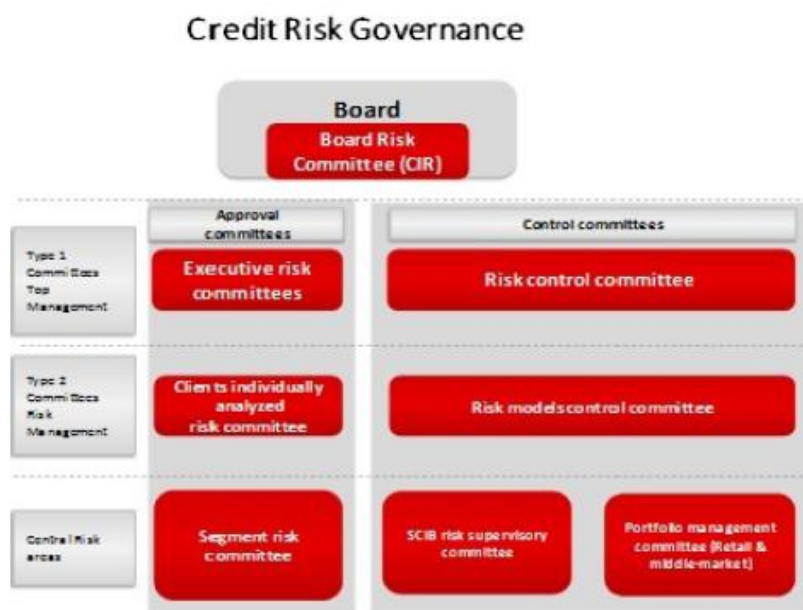 Credit Risk Governance
Board
Board Risk
Committee (CIR)
Approval
committees
Control committees
Type 1
Committees
Top
Management
Executive risk
committees
Risk control committee
Type 2
Committees
Risk
Management
Clients individually
analyzed
risk committee
Risk models control committee
Central Risk
areas
Segment risk
committee
SCIB risk supervisory
committee
Portfolio management
committee (Retail &
middle-market)